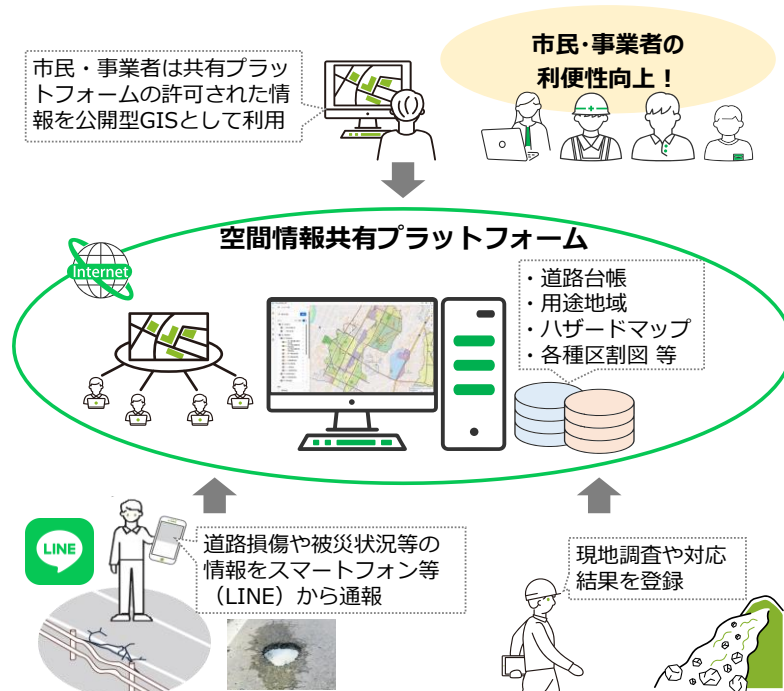 市民・事業者の
利便性向上！
市民・事業者は共有プラッ
トフォームの許可された情
報を公開型GISとして利用
空間情報共有プラットフォーム
Internet
・道路台帳
・用途地域
・ハザードマップ
・各種区割図 等
LINE
道路損傷や被災状況等の
情報をスマートフォン等
（LINE）から通報
現地調査や対応
結果を登録